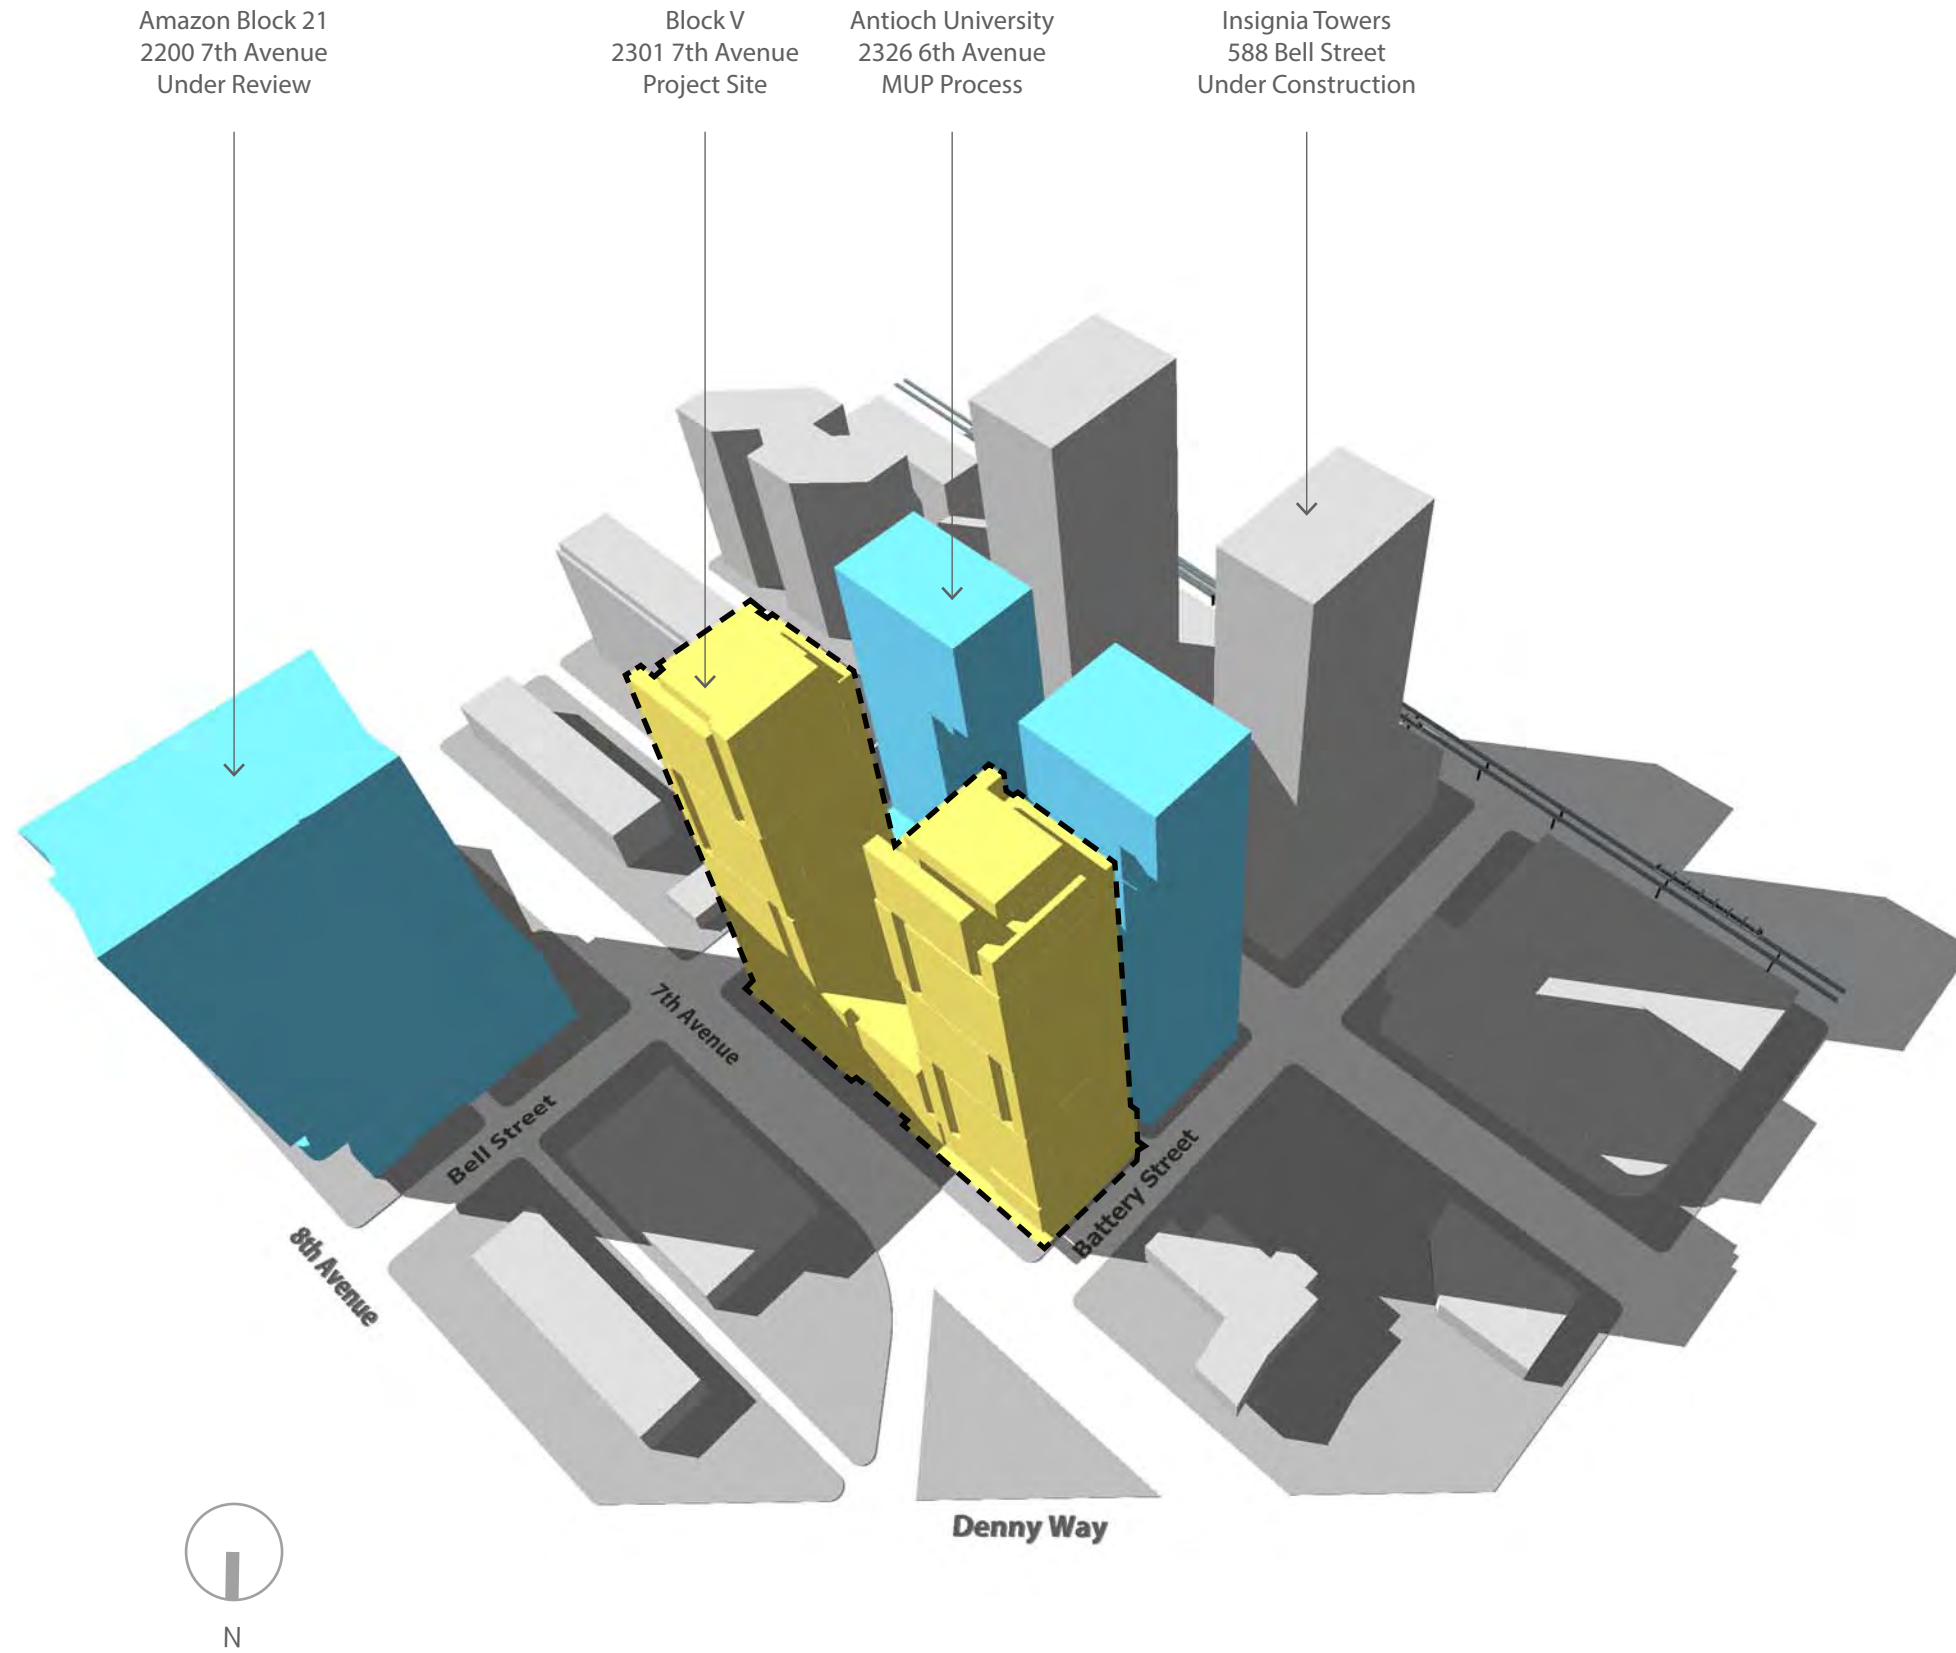 Amazon Block 21
2200 7th Avenue
Under Review
Block V
2301 7th Avenue
Project Site
Antioch University
2326 6th Avenue
MUP Process
Insignia Towers
588 Bell Street
Under Construction
7th Avenue
Bell Street
Battery Street
8th Avenue
Denny Way
N